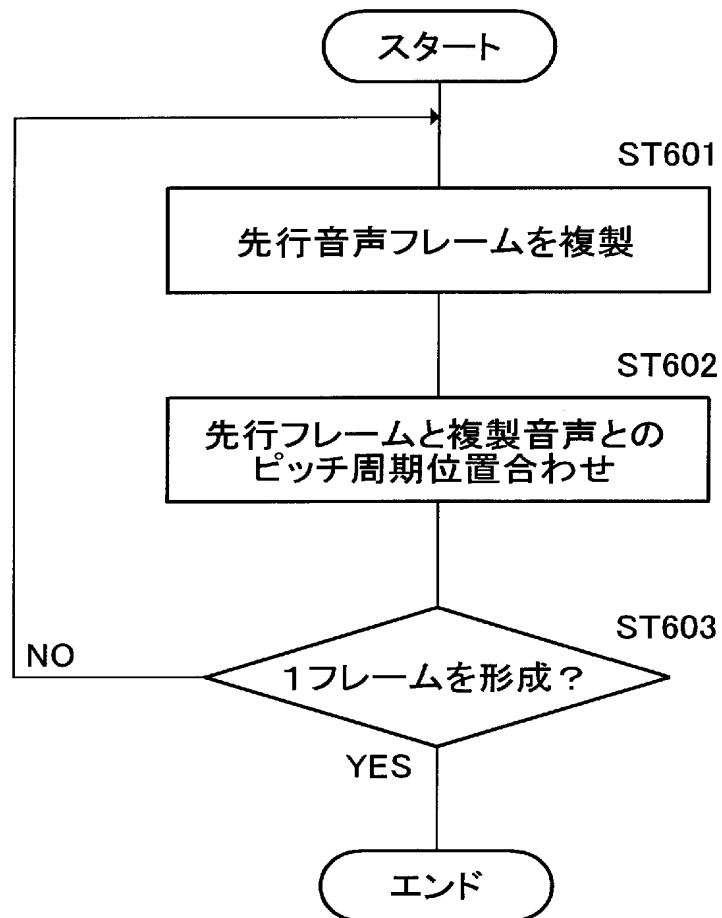 スタート
ST601
先行音声フレームを複製
ST602
先行フレームと複製音声との
ピッチ周期位置合わせ
ST603
1フレームを形成？
NO
YES
エンド